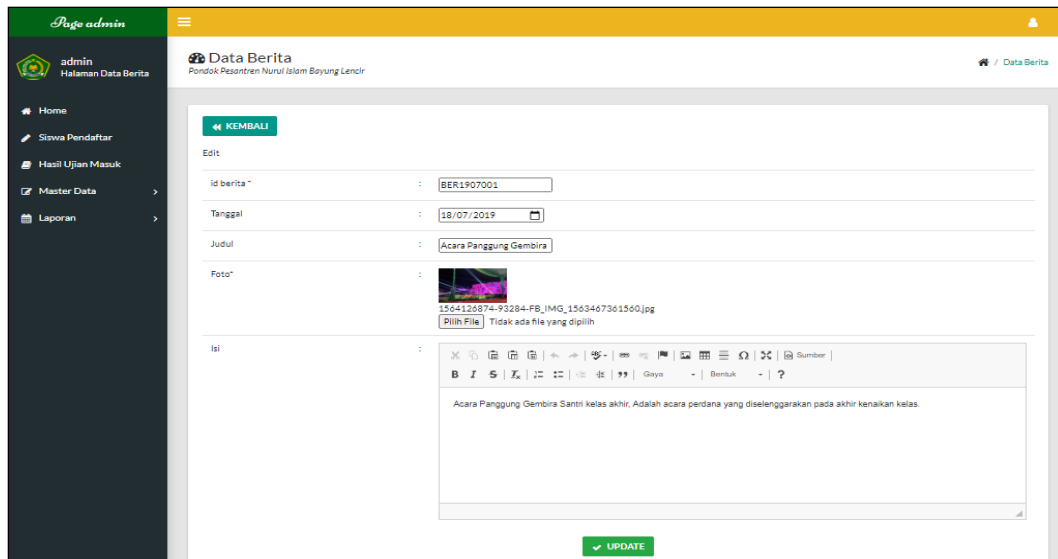 Page admin
admin
Halaman Data Berita
Home
Siswa Pendaftar
Hasil Ujian Masuk
Master Data
Laporan
Data Berita
Pondok Pesantren Nurul Islam Bayung Lencir
/ Data Berita
KEMBALI
Edit
id berita * : BER1907001
Tanggal : 18/07/2019
Judul : Acara Panggung Gembira
Foto* :
1564126874-93284-FB_IMG_1563467361560.jpg
Pilih File Tidak ada file yang dipilih
Isi :
Sumber
B I S Ix Gaya Bentuk ?
Acara Panggung Gembira Santri kelas akhir, Adalah acara perdana yang diselenggarakan pada akhir kenaikan kelas.
UPDATE